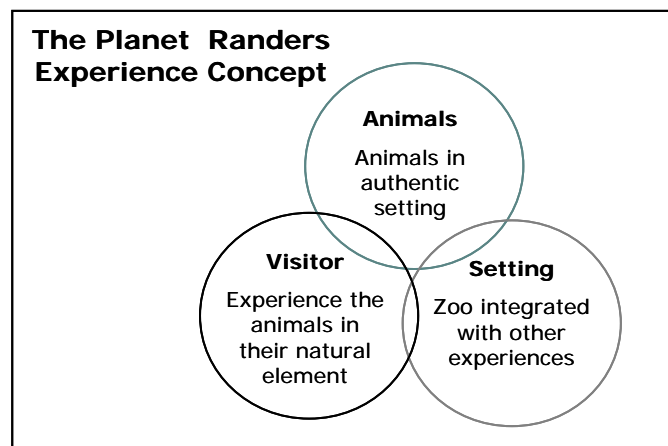 The Planet Randers
Experience Concept
Animals
Animals in
authentic
setting
Visitor
Experience the
animals in
their natural
element
Setting
Zoo integrated
with other
experiences